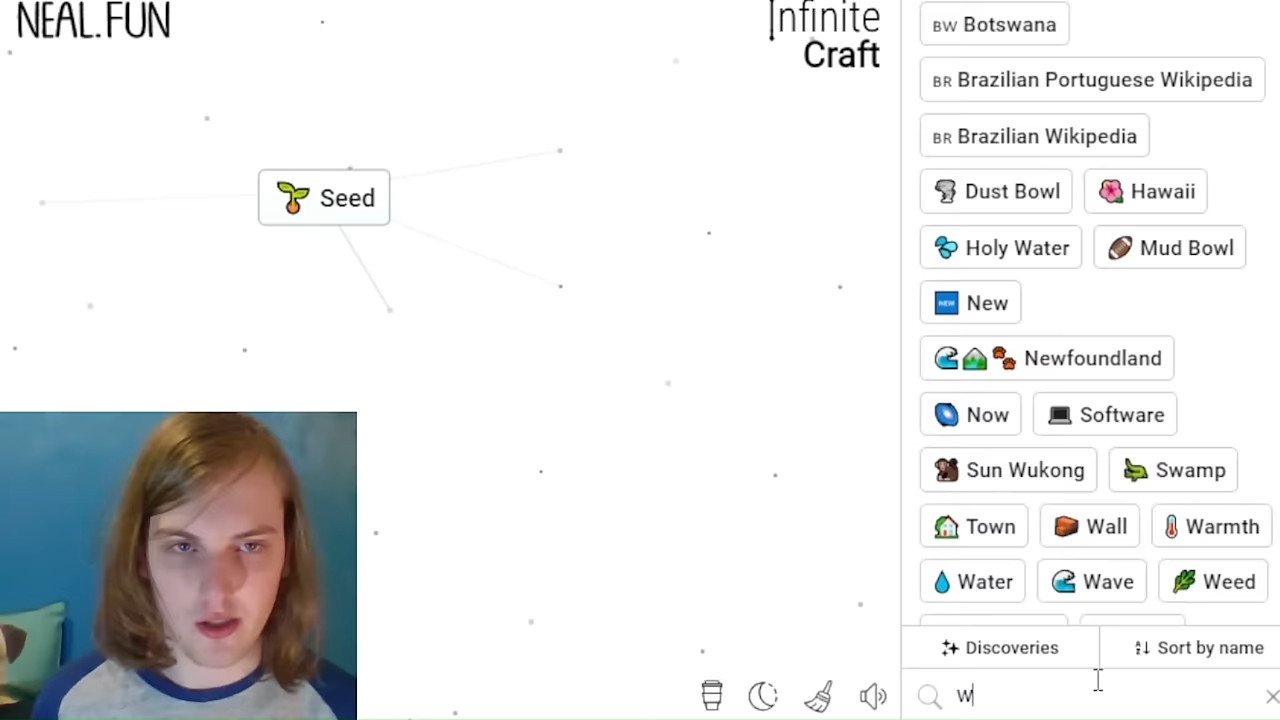 NEAL.FUN
Infinite
Craft
Seed
BW Botswana
BR Brazilian Portuguese Wikipedia
BR Brazilian Wikipedia
Dust Bowl
Hawaii
Holy Water
Mud Bowl
NEW New
Newfoundland
Now
Software
Sun Wukong
Swamp
Town
Wall
Warmth
Water
Wave
Weed
Discoveries
Sort by name
W